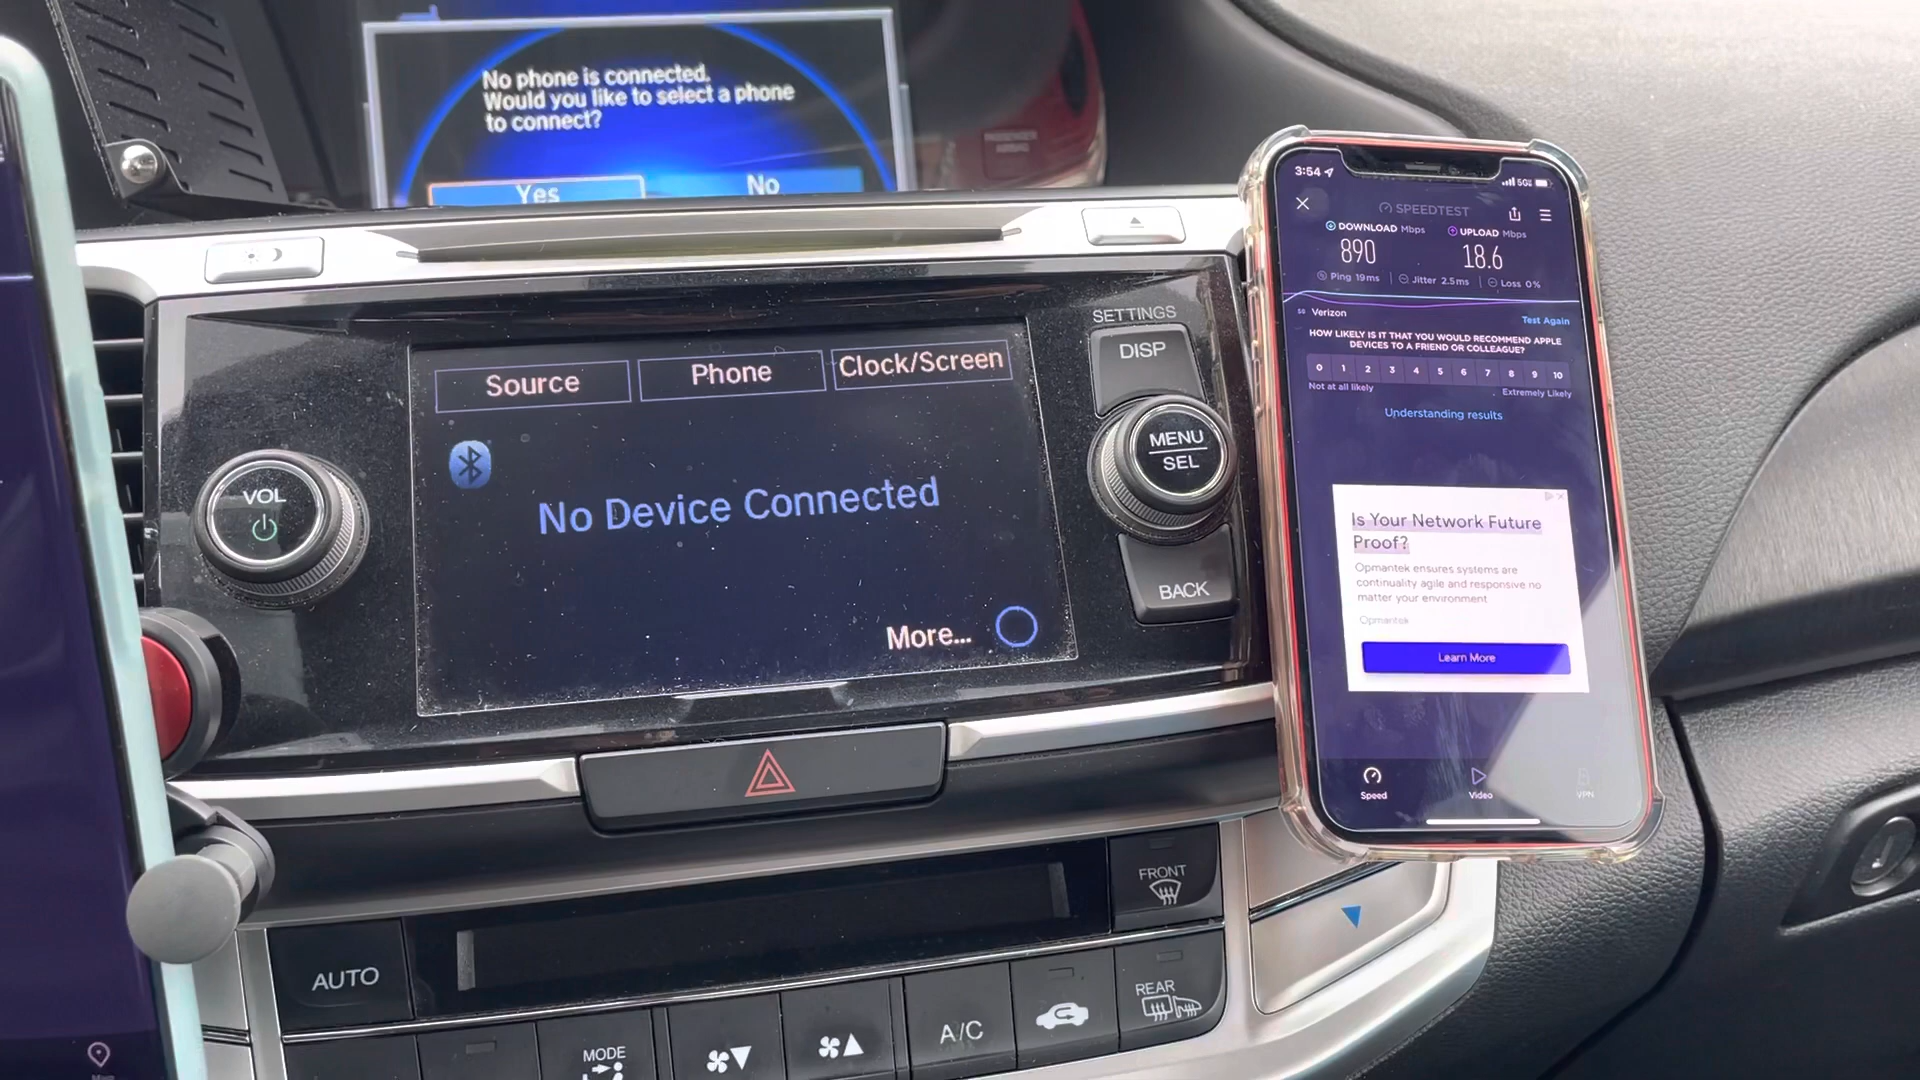 No phone is connected.
Would you like to select a phone
to connect?
Yes
No
Source
Phone
Clock/Screen
No Device Connected
More...
VOL
SETTINGS
DISP
MENU
SEL
BACK
AUTO
MODE
A/C
FRONT
REAR
3:54
SPEEDTEST
DOWNLOAD Mbps
UPLOAD Mbps
890
18.6
Ping 19ms
Jitter 2.5ms
Loss 0%
Verizon
Test Again
HOW LIKELY IS IT THAT YOU WOULD RECOMMEND APPLE
DEVICES TO A FRIEND OR COLLEAGUE?
0 1 2 3 4 5 6 7 8 9 10
Not at all likely
Extremely Likely
Understanding results
Is Your Network Future
Proof?
Opmantek ensures systems are
continuality agile and responsive no
matter your environment
Opmantek
Learn More
Speed
Video
VPN